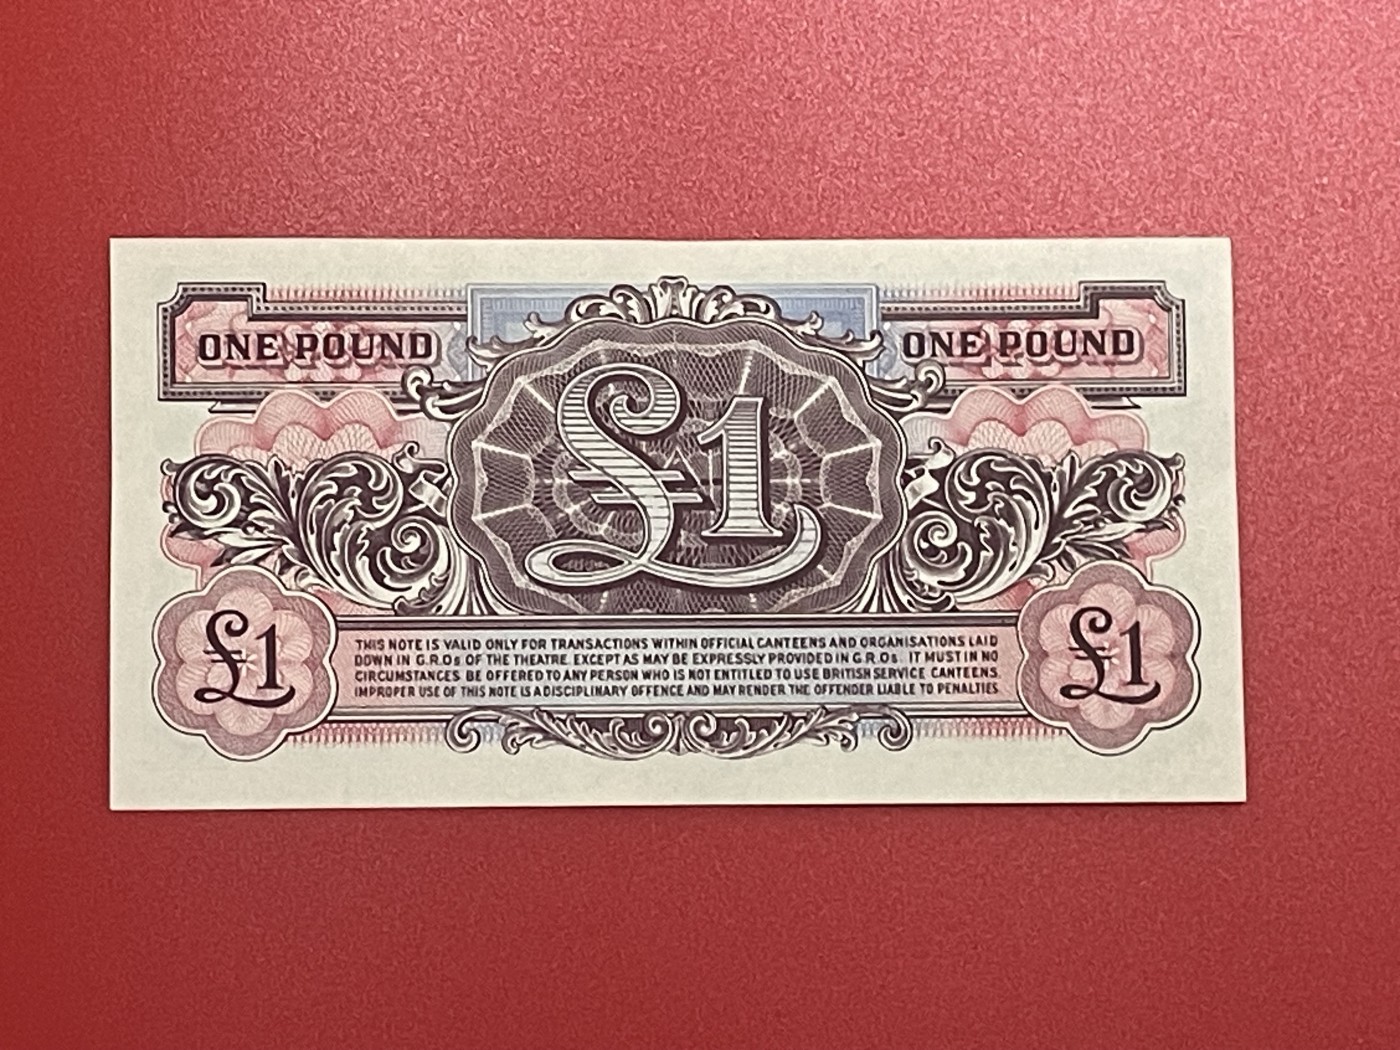 ONE POUND ONE POUND
£1
£1 £1
THIS NOTE IS VALID ONLY FOR TRANSACTIONS WITHIN OFFICIAL CANTEENS AND ORGANISATIONS LAID
DOWN IN G.R.Os OF THE THEATRE. EXCEPT AS MAY BE EXPRESSLY PROVIDED IN G.R.Os. IT MUST IN NO
CIRCUMSTANCES BE OFFERED TO ANY PERSON WHO IS NOT ENTITLED TO USE BRITISH SERVICE CANTEENS.
IMPROPER USE OF THIS NOTE IS A DISCIPLINARY OFFENCE AND MAY RENDER THE OFFENDER LIABLE TO PENALTIES